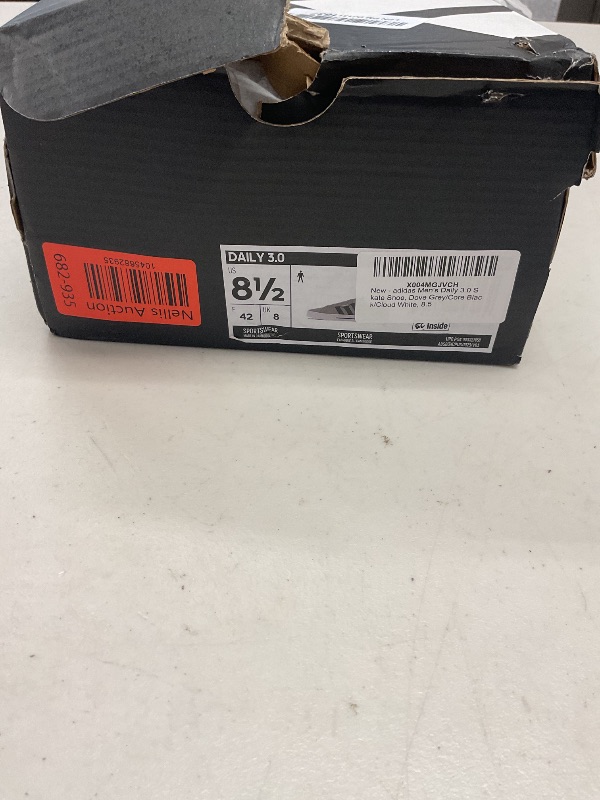 Nellis Auction
1045882935
682-935
DAILY 3.0
US
8½
42
UK
8
SPORTSWEAR
SPORTSWEAR
X004MGJVCH
New - adidas Men's Daily 3.0 S
kate Shoe, Dove Grey/Core Blac
k/Cloud White, 8.5
inside